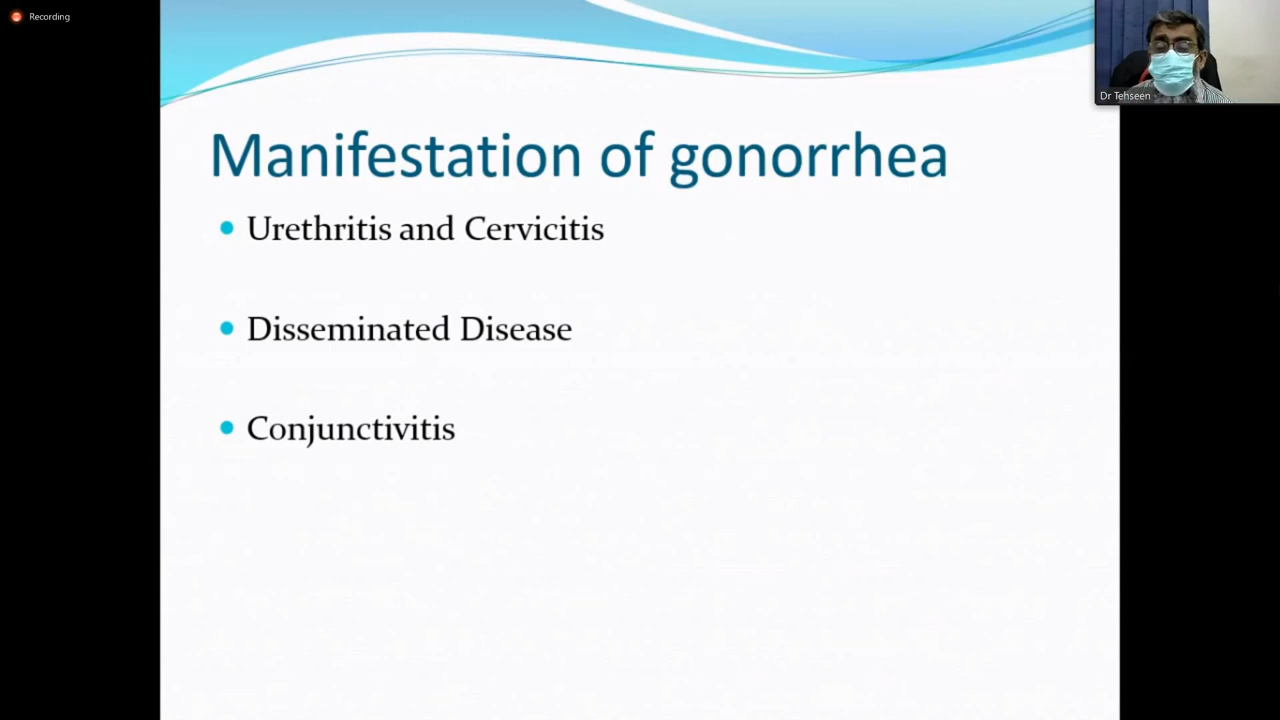 Recording
Dr Tehseen
Manifestation of gonorrhea
Urethritis and Cervicitis
Disseminated Disease
Conjunctivitis